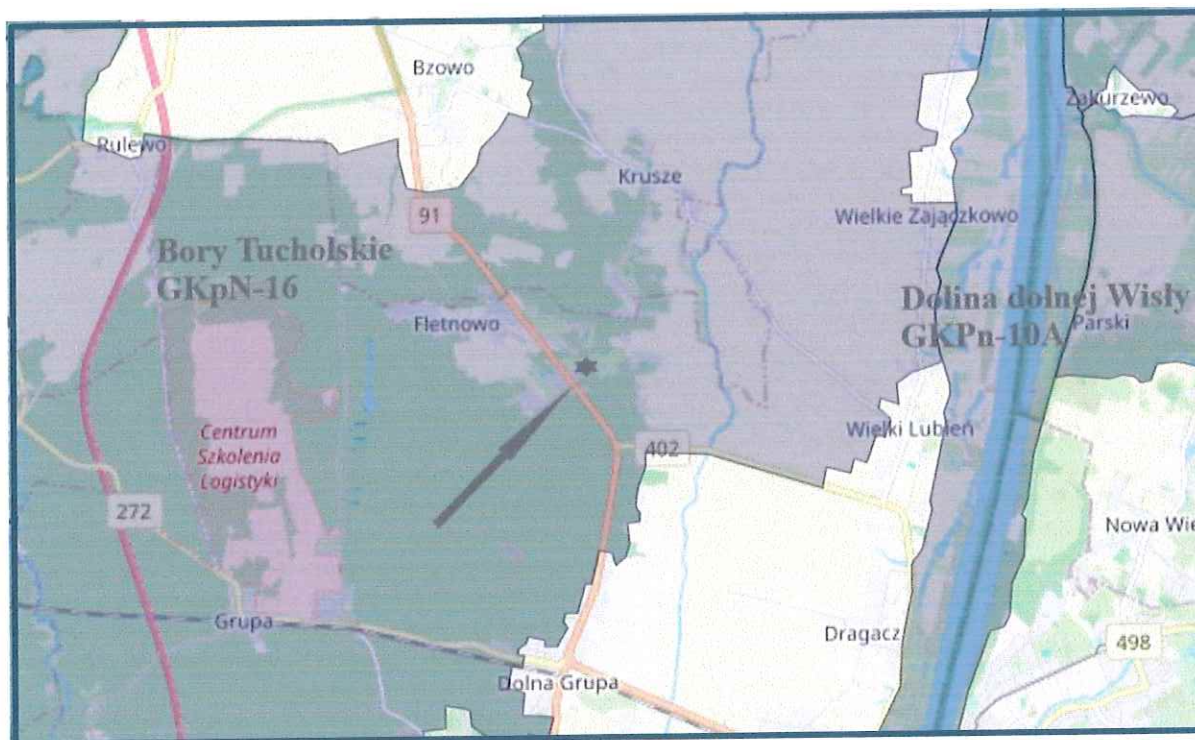 Bzowo
Zakurzewo
Rulewo
Krusze
91
Wielkie Zajączkowo
Bory Tucholskie
GKpN-16
Dolina dolnej Wisły
GKPn-10A
Parski
Fletnowo
Centrum
Szkolenia
Logistyki
402
Wielki Lubień
272
Nowa Wie
Grupa
Dragacz
498
Dolna Grupa